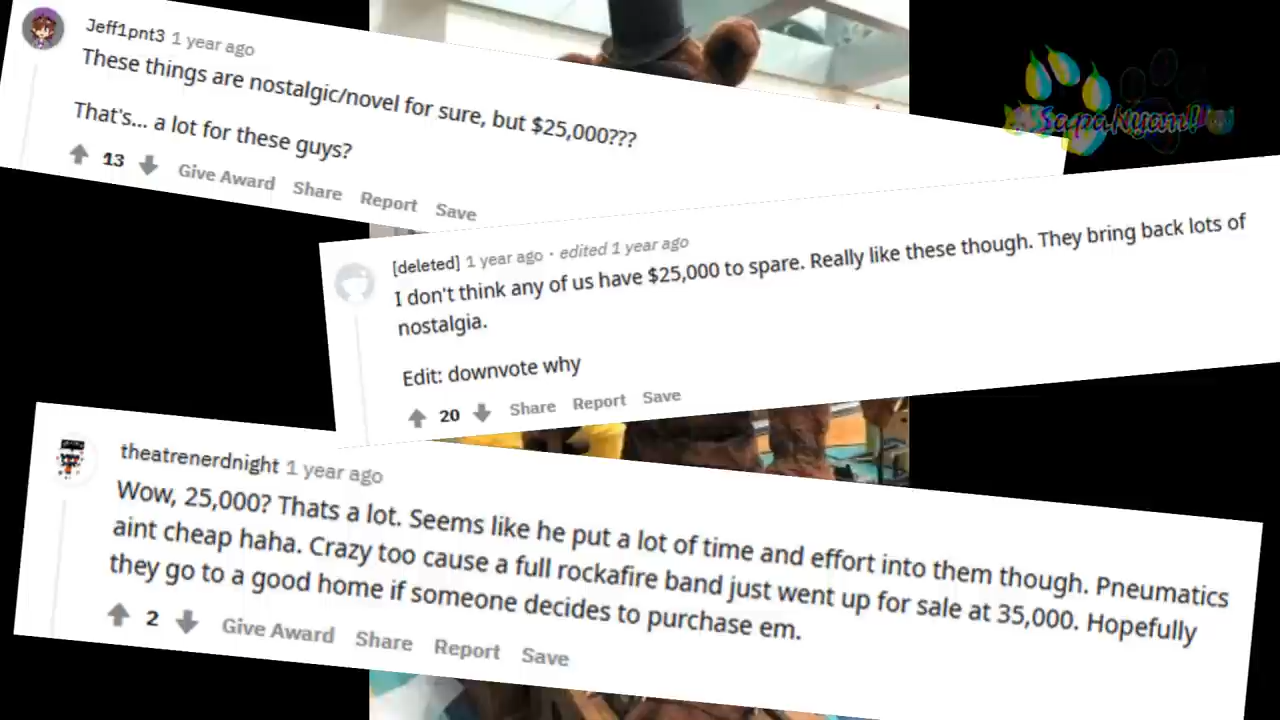 Jeff1pnt3 1 year ago
These things are nostalgic/novel for sure, but $25,000???
That's... a lot for these guys?
13 Give Award Share Report Save
SapaNyan!
[deleted] 1 year ago · edited 1 year ago
I don't think any of us have $25,000 to spare. Really like these though. They bring back lots of
nostalgia.
Edit: downvote why
20 Share Report Save
theatrenerdnight 1 year ago
Wow, 25,000? Thats a lot. Seems like he put a lot of time and effort into them though. Pneumatics
aint cheap haha. Crazy too cause a full rockafire band just went up for sale at 35,000. Hopefully
they go to a good home if someone decides to purchase em.
2 Give Award Share Report Save